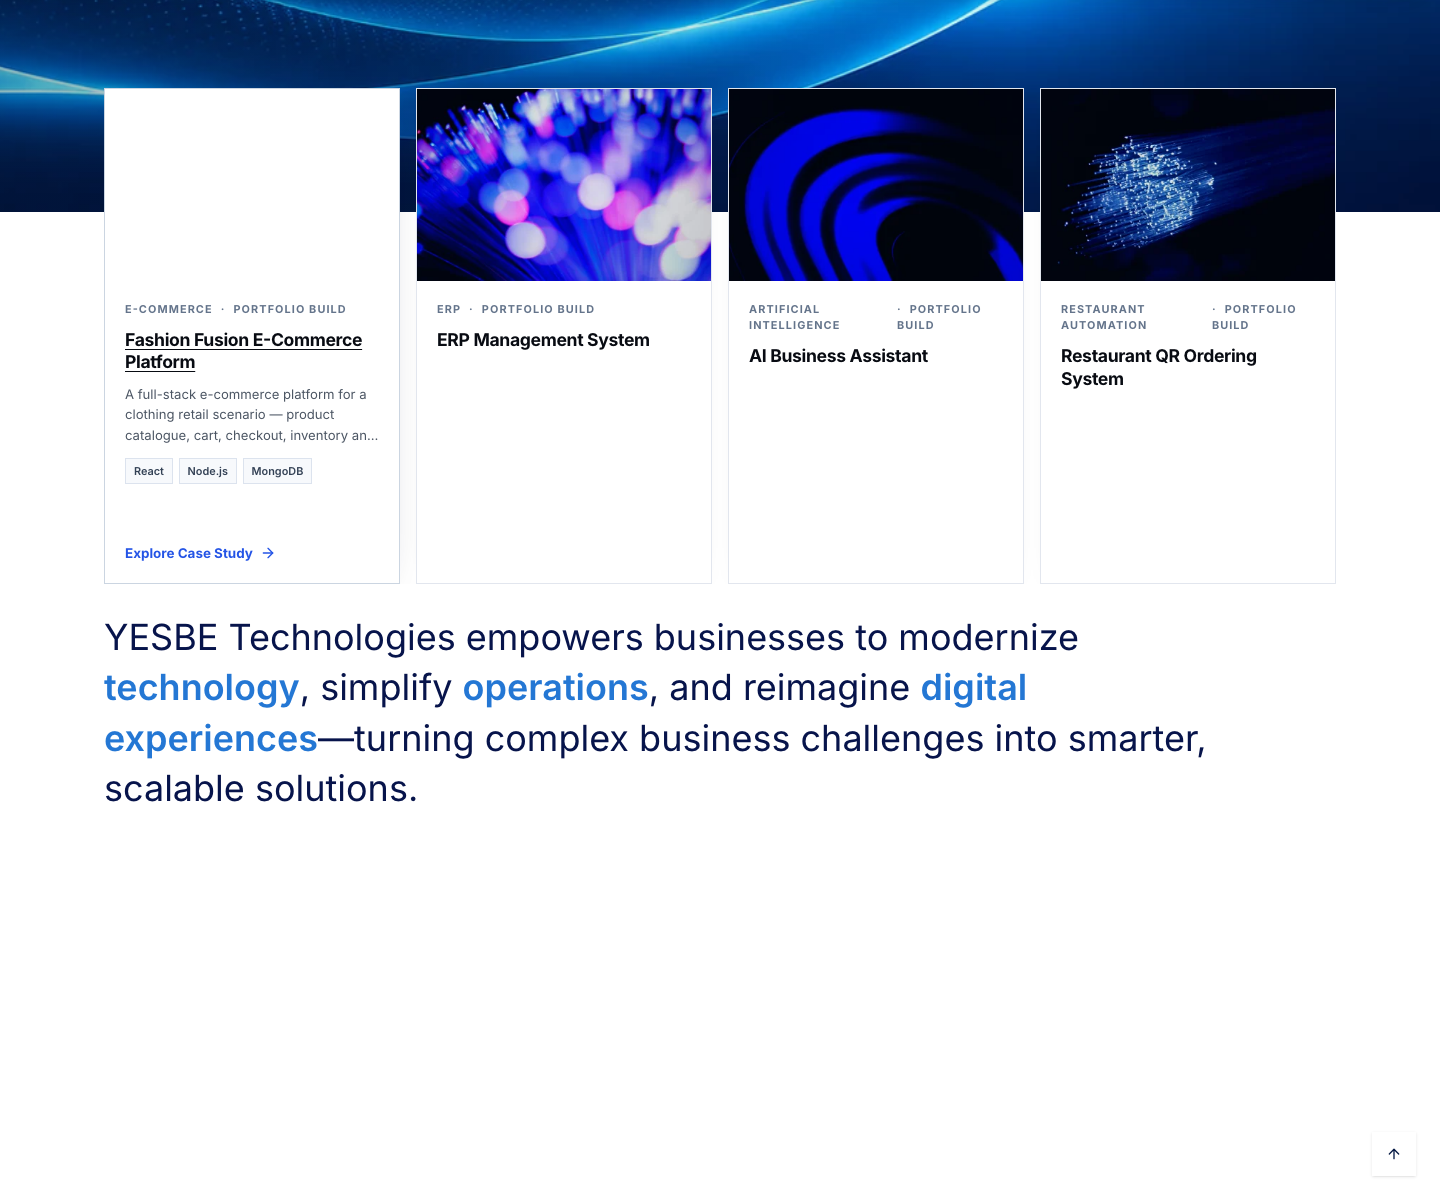 E-COMMERCE · PORTFOLIO BUILD
Fashion Fusion E-Commerce
Platform
A full-stack e-commerce platform for a
clothing retail scenario — product
catalogue, cart, checkout, inventory an...
React
Node.js
MongoDB
Explore Case Study
ERP · PORTFOLIO BUILD
ERP Management System
ARTIFICIAL · PORTFOLIO
INTELLIGENCE BUILD
AI Business Assistant
RESTAURANT · PORTFOLIO
AUTOMATION BUILD
Restaurant QR Ordering
System
YESBE Technologies empowers businesses to modernize
technology, simplify operations, and reimagine digital
experiences—turning complex business challenges into smarter,
scalable solutions.